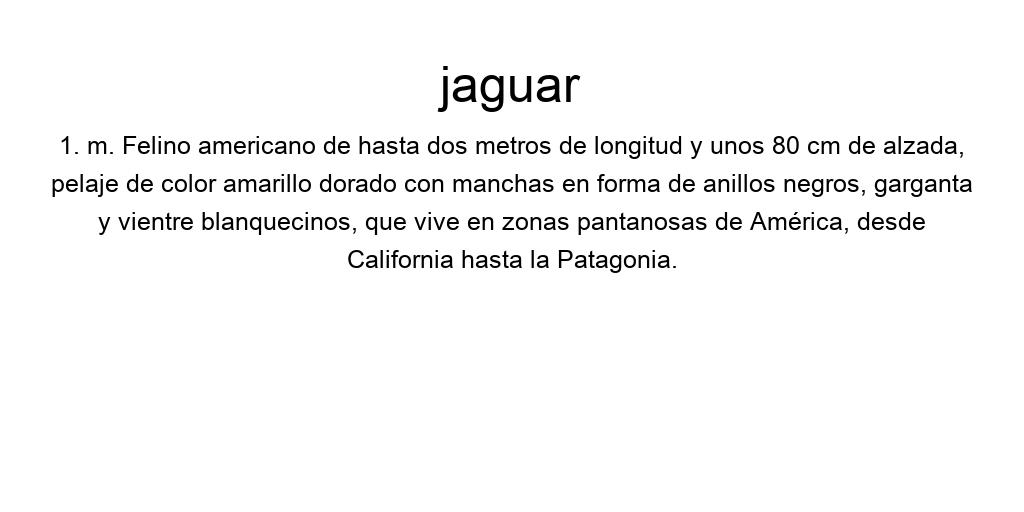 jaguar
1. m. Felino americano de hasta dos metros de longitud y unos 80 cm de alzada,
pelaje de color amarillo dorado con manchas en forma de anillos negros, garganta
y vientre blanquecinos, que vive en zonas pantanosas de América, desde
California hasta la Patagonia.